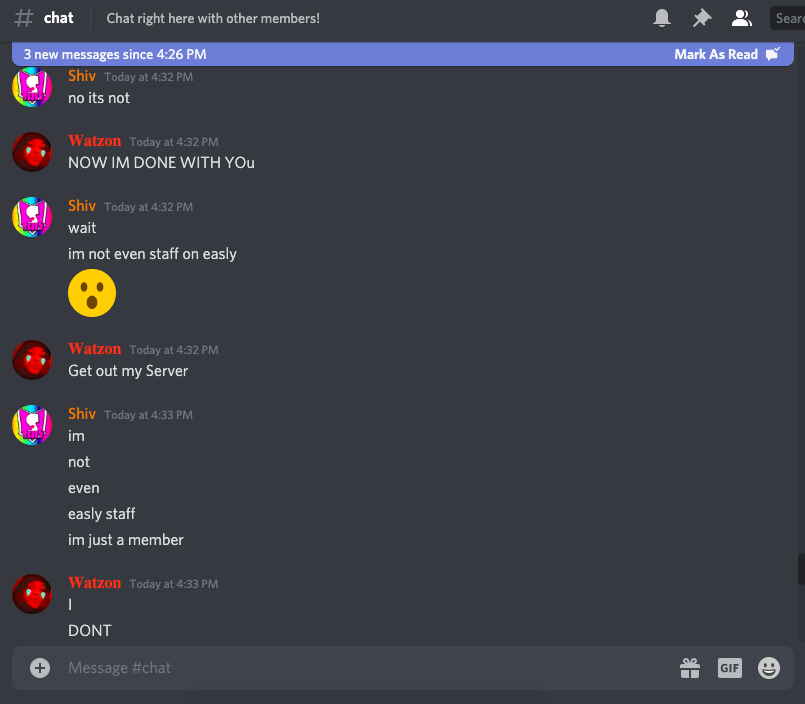 chat
Chat right here with other members!
Sear
3 new messages since 4:26 PM
Mark As Read
Shiv Today at 4:32 PM
no its not
Watzon Today at 4:32 PM
NOW IM DONE WITH YOu
Shiv Today at 4:32 PM
wait
im not even staff on easly
Watzon Today at 4:32 PM
Get out my Server
Shiv Today at 4:33 PM
im
not
even
easly staff
im just a member
Watzon Today at 4:33 PM
I
DONT
Message #chat
GIF